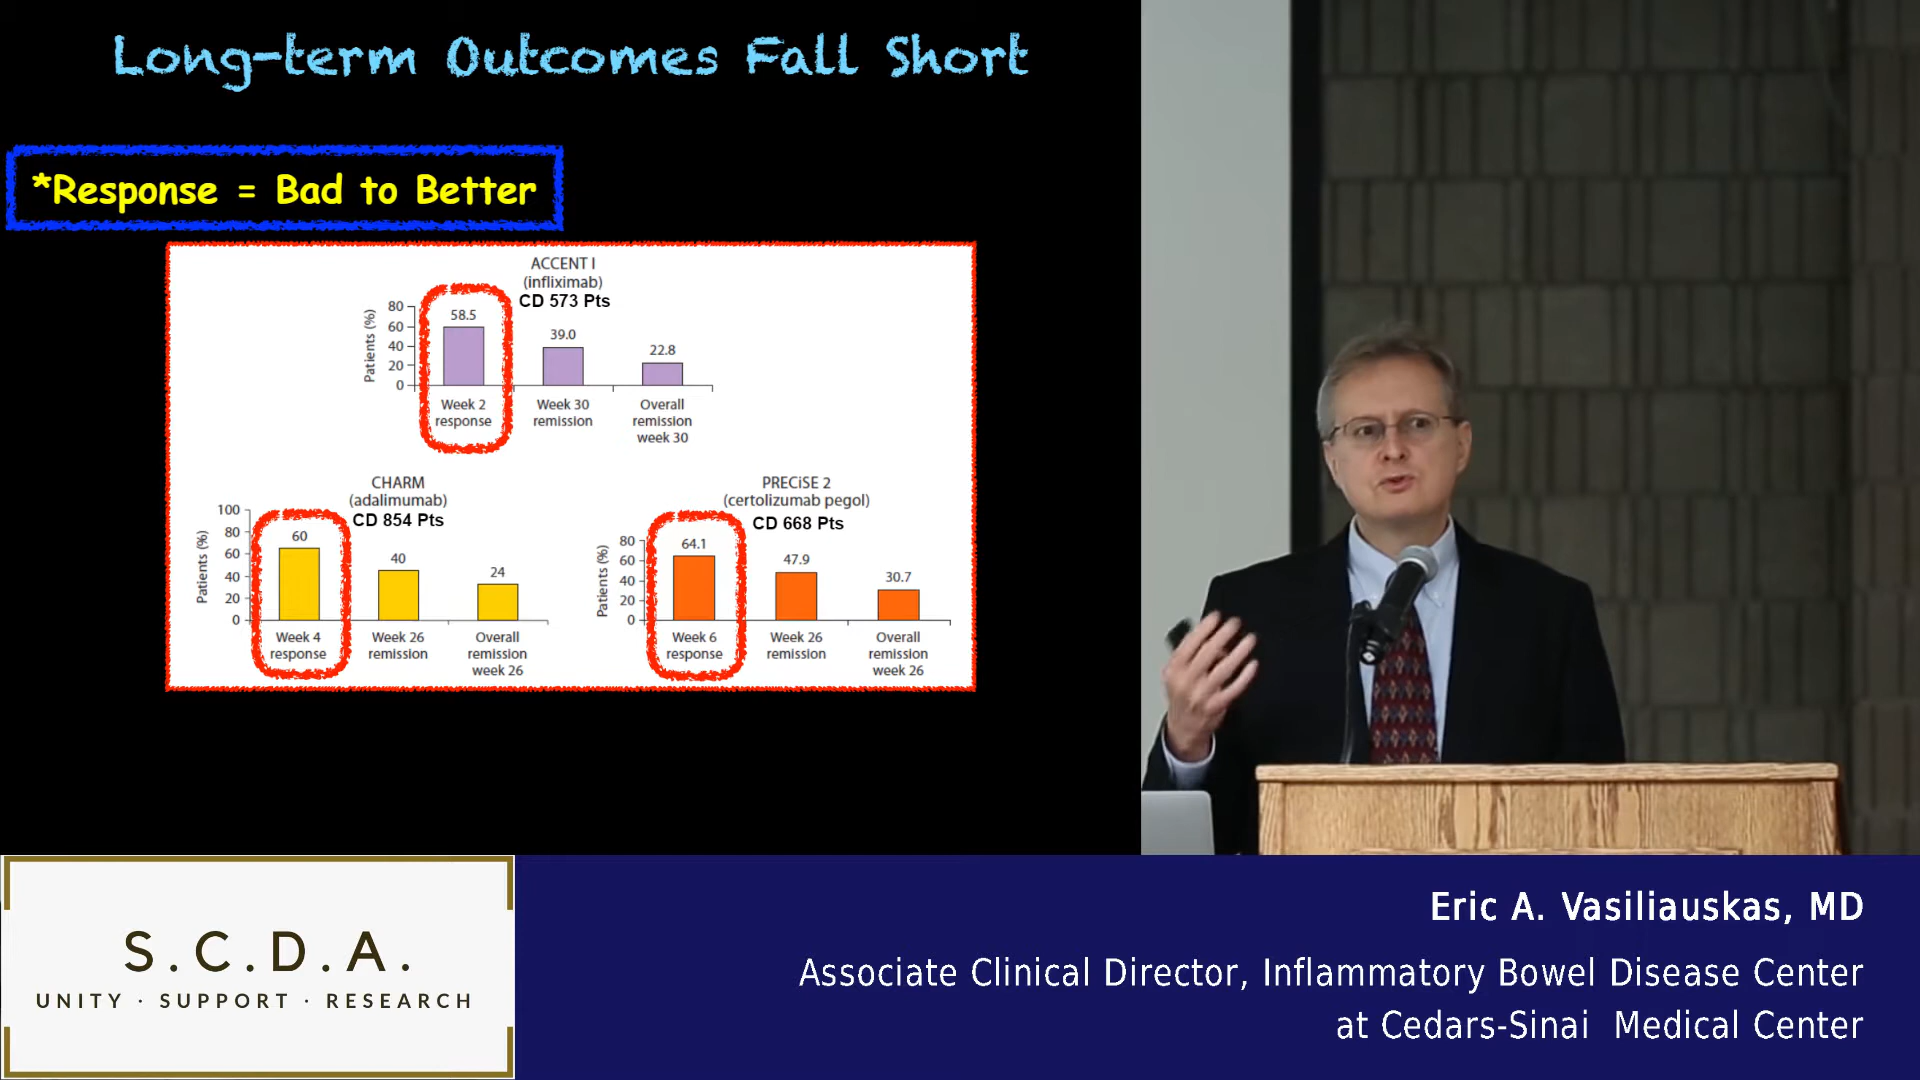 Long-term Outcomes Fall Short
*Response = Bad to Better
ACCENT I
(infliximab)
CD 573 Pts
Patients (%)
80
60
40
20
0
58.5
39.0
22.8
Week 2
response
Week 30
remission
Overall
remission
week 30
CHARM
(adalimumab)
CD 854 Pts
Patients (%)
100
80
60
40
20
0
60
40
24
Week 4
response
Week 26
remission
Overall
remission
week 26
PRECiSE 2
(certolizumab pegol)
CD 668 Pts
Patients (%)
80
60
40
20
0
64.1
47.9
30.7
Week 6
response
Week 26
remission
Overall
remission
week 26
S.C.D.A.
UNITY · SUPPORT · RESEARCH
Eric A. Vasiliauskas, MD
Associate Clinical Director, Inflammatory Bowel Disease Center
at Cedars-Sinai Medical Center